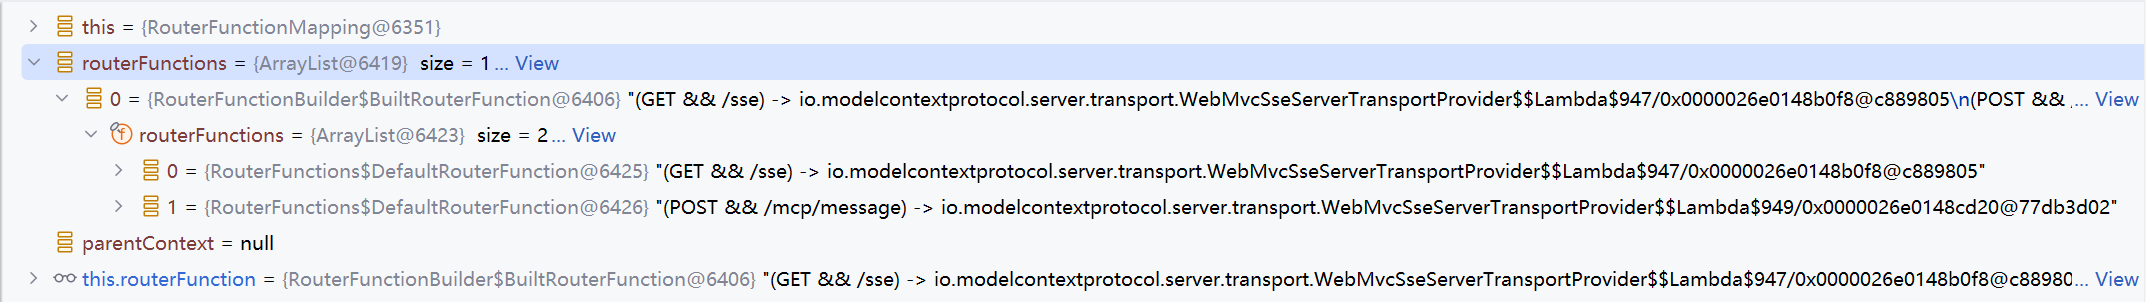 this = {RouterFunctionMapping@6351}
routerFunctions = {ArrayList@6419} size = 1... View
0 = {RouterFunctionBuilder$BuiltRouterFunction@6406} "(GET && /sse) -> io.modelcontextprotocol.server.transport.WebMvcSseServerTransportProvider$$Lambda$947/0x0000026e0148b0f8@c889805\n(POST && ... View
routerFunctions = {ArrayList@6423} size = 2... View
0 = {RouterFunctions$DefaultRouterFunction@6425} "(GET && /sse) -> io.modelcontextprotocol.server.transport.WebMvcSseServerTransportProvider$$Lambda$947/0x0000026e0148b0f8@c889805"
1 = {RouterFunctions$DefaultRouterFunction@6426} "(POST && /mcp/message) -> io.modelcontextprotocol.server.transport.WebMvcSseServerTransportProvider$$Lambda$949/0x0000026e0148cd20@77db3d02"
parentContext = null
this.routerFunction = {RouterFunctionBuilder$BuiltRouterFunction@6406} "(GET && /sse) -> io.modelcontextprotocol.server.transport.WebMvcSseServerTransportProvider$$Lambda$947/0x0000026e0148b0f8@c88980... View